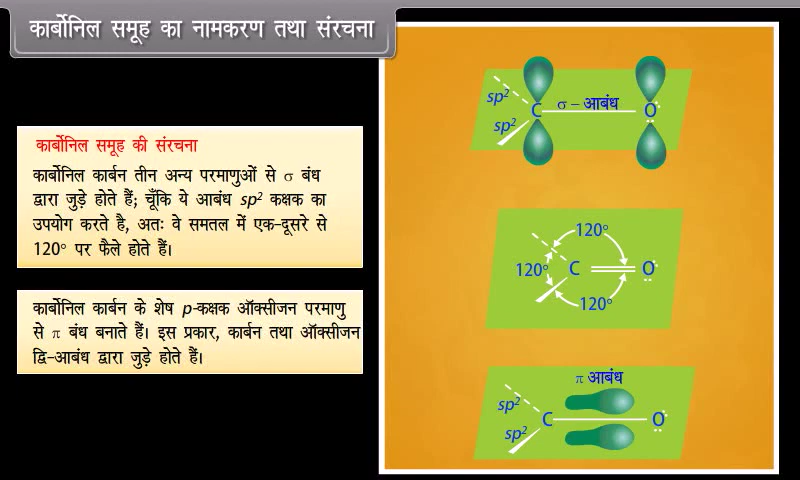 कार्बोनिल समूह का नामकरण तथा संरचना
कार्बोनिल समूह की संरचना
कार्बोनिल कार्बन तीन अन्य परमाणुओं से σ बंध
द्वारा जुड़े होते हैं; चूँकि ये आबंध sp² कक्षक का
उपयोग करते है, अतः वे समतल में एक-दूसरे से
120° पर फैले होते हैं।
कार्बोनिल कार्बन के शेष p-कक्षक ऑक्सीजन परमाणु
से π बंध बनाते हैं। इस प्रकार, कार्बन तथा ऑक्सीजन
द्वि-आबंध द्वारा जुड़े होते हैं।
sp²
sp²
C
σ – आबंध
O
120°
120°
C
O
120°
π आबंध
sp²
sp²
C
O